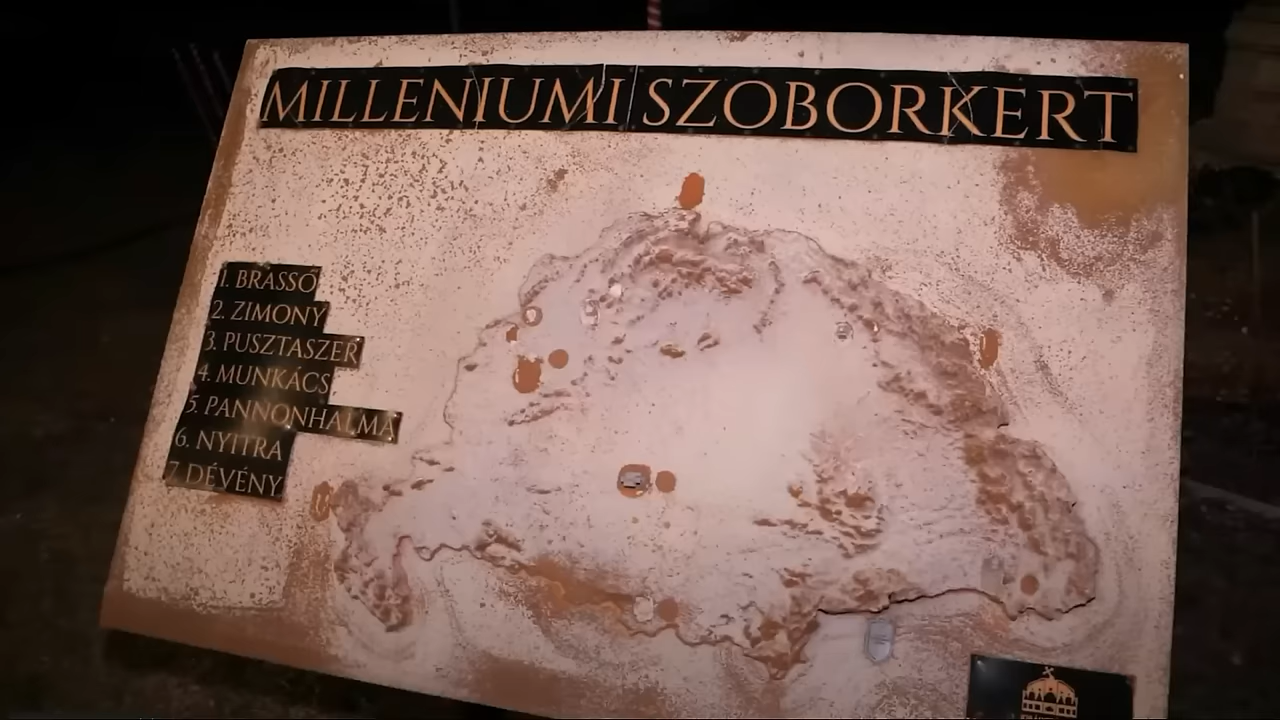 MILLENIUMI SZOBORKERT
1. BRASSÓ
2. ZIMONY
3. PUSZTASZER
4. MUNKÁCS
5. PANNONHALMA
6. NYITRA
7. DÉVÉNY